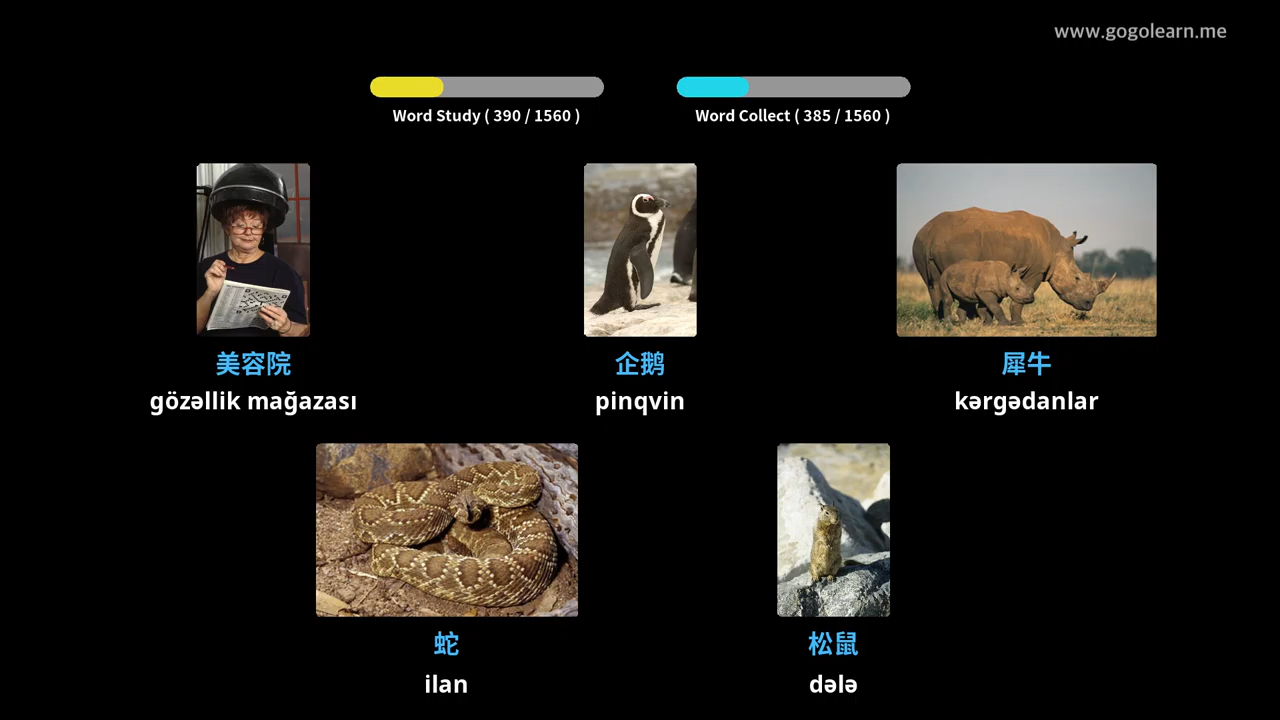 www.gogolearn.me
Word Study ( 390 / 1560 )
Word Collect ( 385 / 1560 )
美容院
gözəllik mağazası
企鹅
pinqvin
犀牛
kərgədanlar
蛇
ilan
松鼠
dələ